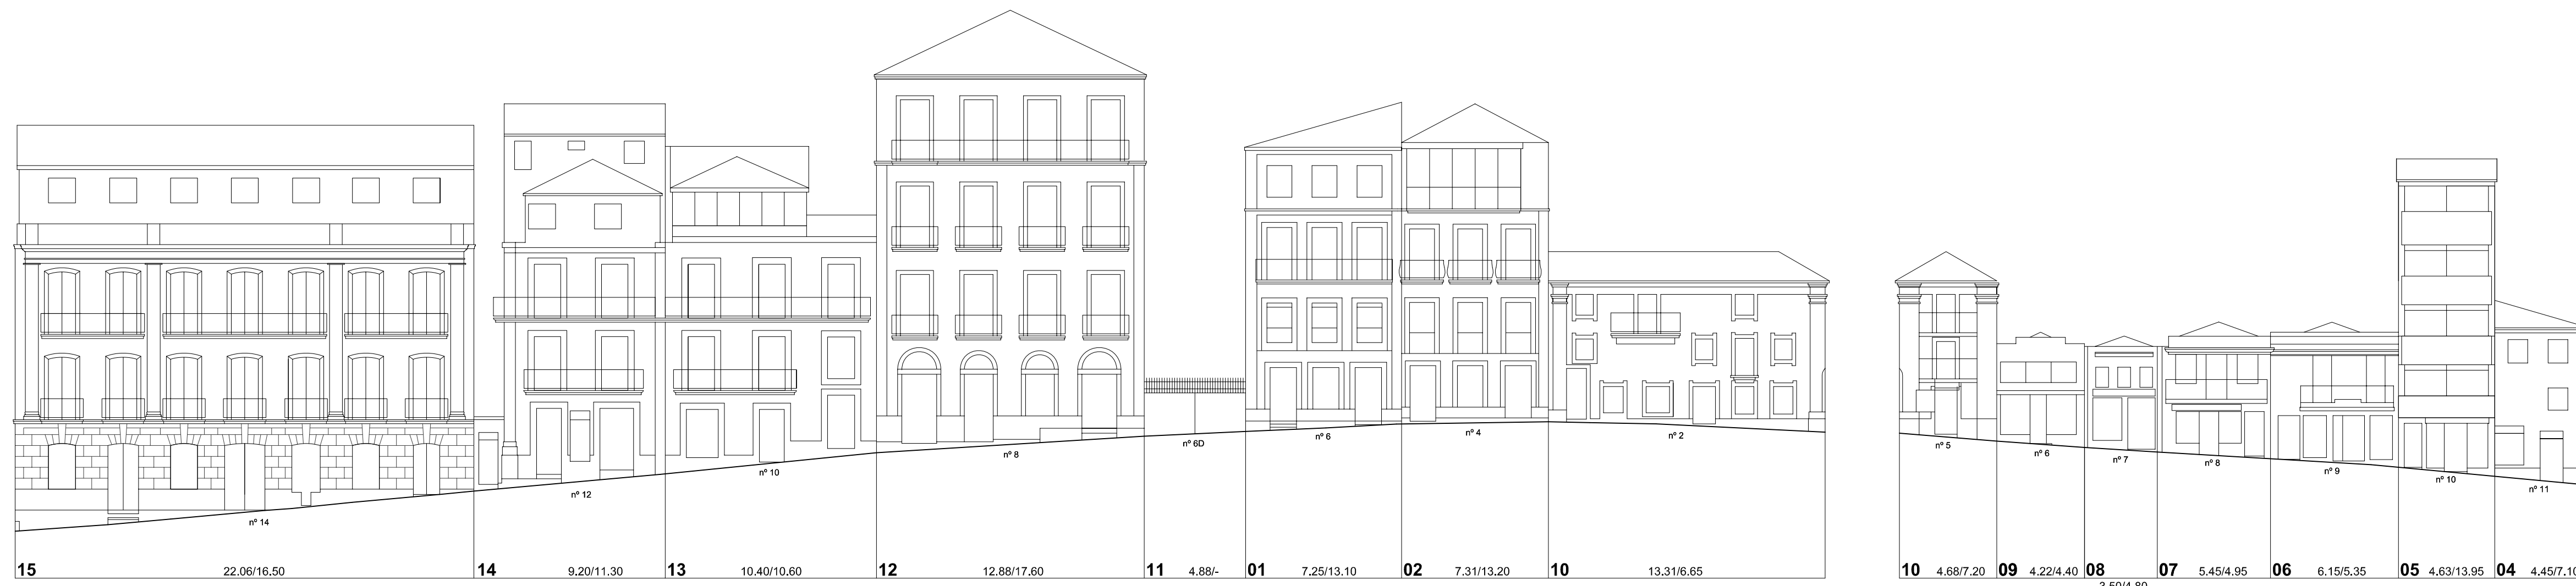 nº 14
nº 12
nº 10
nº 8
nº 6D
nº 6
nº 4
nº 2
nº 5
nº 6
nº 7
nº 8
nº 9
nº 10
nº 11
15 22.06/16.50
14 9.20/11.30
13 10.40/10.60
12 12.88/17.60
11 4.88/-
01 7.25/13.10
02 7.31/13.20
10 13.31/6.65
10 4.68/7.20
09 4.22/4.40
08
07 5.45/4.95
06 6.15/5.35
05 4.63/13.95
04